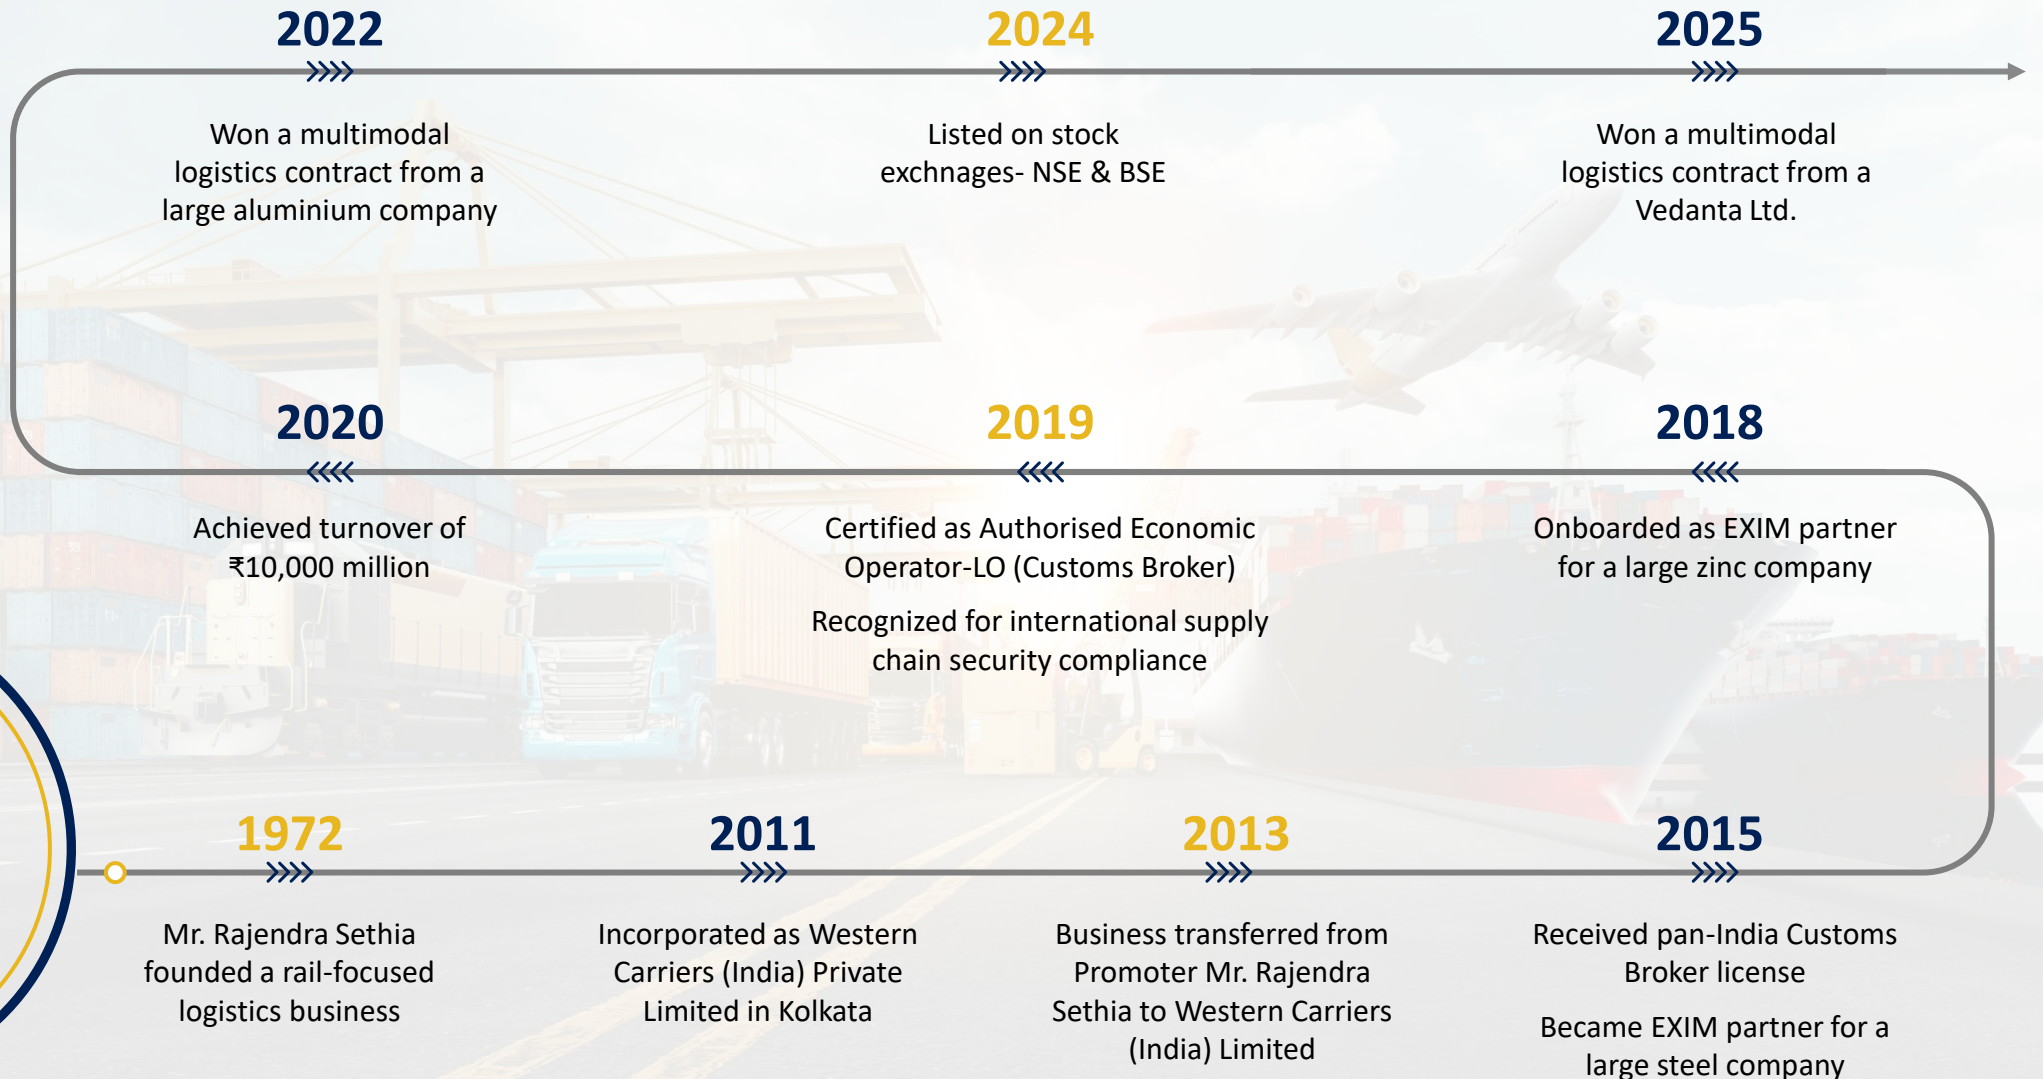 2022
Won a multimodal
logistics contract from a
large aluminium company
2024
Listed on stock
exchnages- NSE & BSE
2025
Won a multimodal
logistics contract from a
Vedanta Ltd.
2020
Achieved turnover of
₹10,000 million
2019
Certified as Authorised Economic
Operator-LO (Customs Broker)
Recognized for international supply
chain security compliance
2018
Onboarded as EXIM partner
for a large zinc company
1972
Mr. Rajendra Sethia
founded a rail-focused
logistics business
2011
Incorporated as Western
Carriers (India) Private
Limited in Kolkata
2013
Business transferred from
Promoter Mr. Rajendra
Sethia to Western Carriers
(India) Limited
2015
Received pan-India Customs
Broker license
Became EXIM partner for a
large steel company